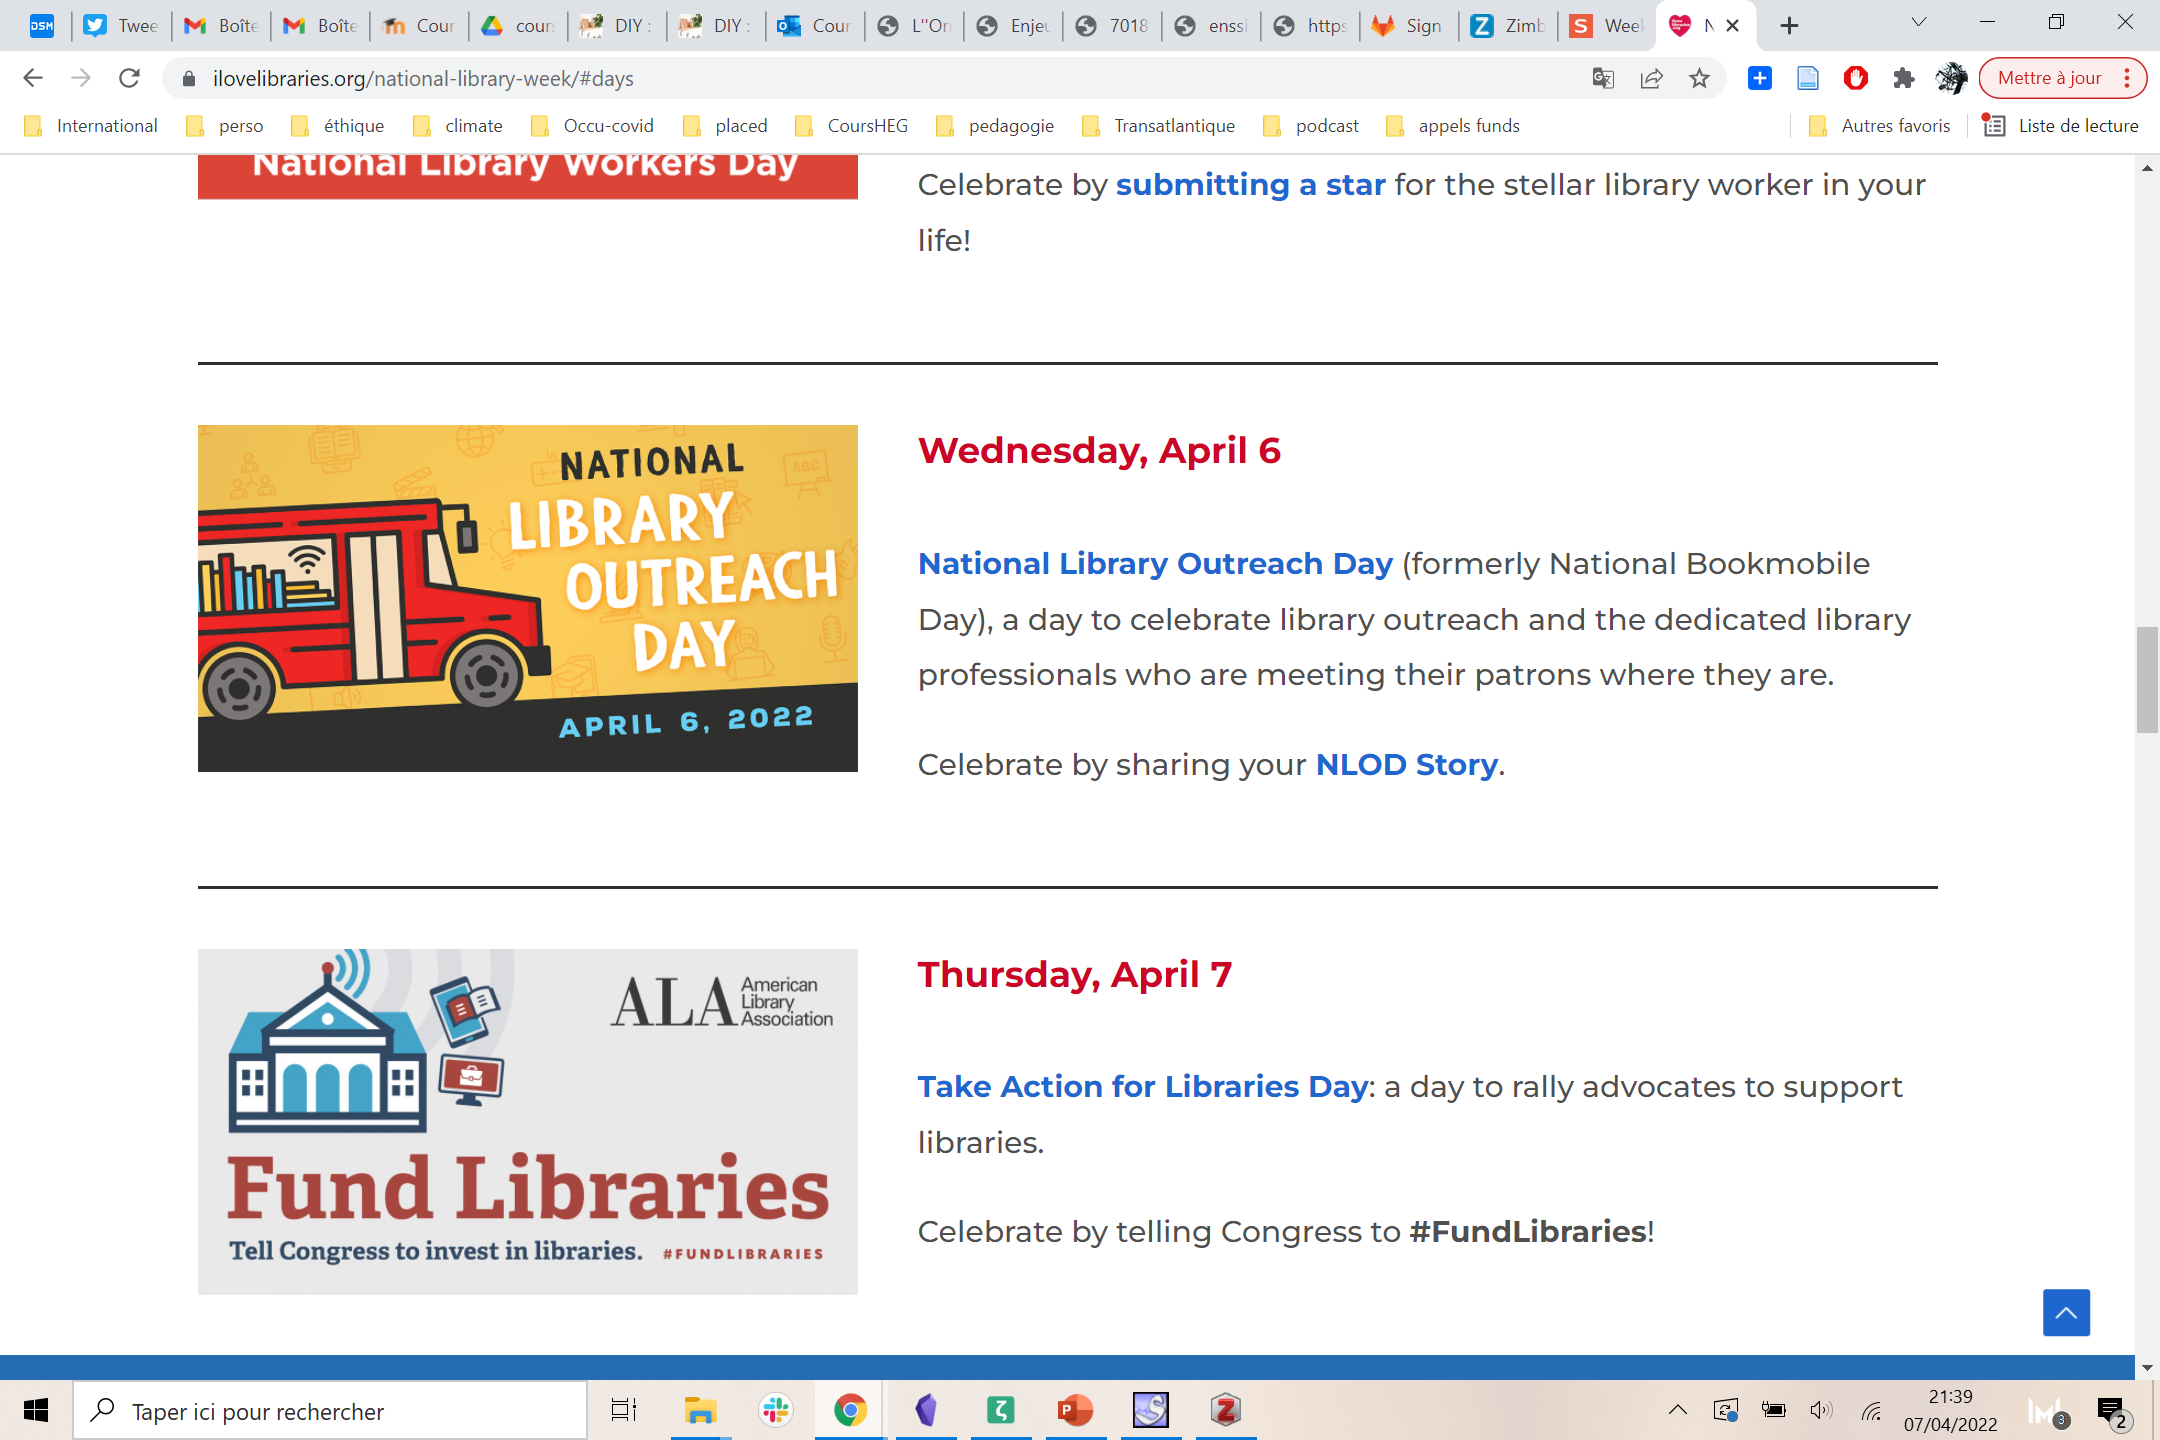 DSM Twee Boîte Boîte Cour cour DIY : DIY : Cour L"Or Enjeu 7018 enssi https Sign Zimb Week N
ilovelibraries.org/national-library-week/#days Mettre à jour
International perso éthique climate Occu-covid placed CoursHEG pedagogie Transatlantique podcast appels funds Autres favoris Liste de lecture
National Library Workers Day
Celebrate by submitting a star for the stellar library worker in your
life!
NATIONAL
LIBRARY
OUTREACH
DAY
APRIL 6, 2022
ABC
Wednesday, April 6
National Library Outreach Day (formerly National Bookmobile
Day), a day to celebrate library outreach and the dedicated library
professionals who are meeting their patrons where they are.
Celebrate by sharing your NLOD Story.
ALA American
Library
Association
Fund Libraries
Tell Congress to invest in libraries. #FUNDLIBRARIES
Thursday, April 7
Take Action for Libraries Day: a day to rally advocates to support
libraries.
Celebrate by telling Congress to #FundLibraries!
Taper ici pour rechercher
21:39
07/04/2022
3
2